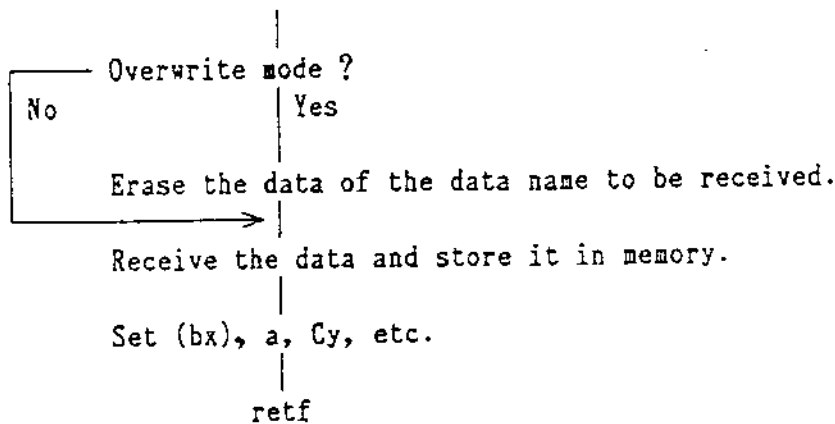 Overwrite mode ?
No
Yes
Erase the data of the data name to be received.
Receive the data and store it in memory.
Set (bx), a, Cy, etc.
retf